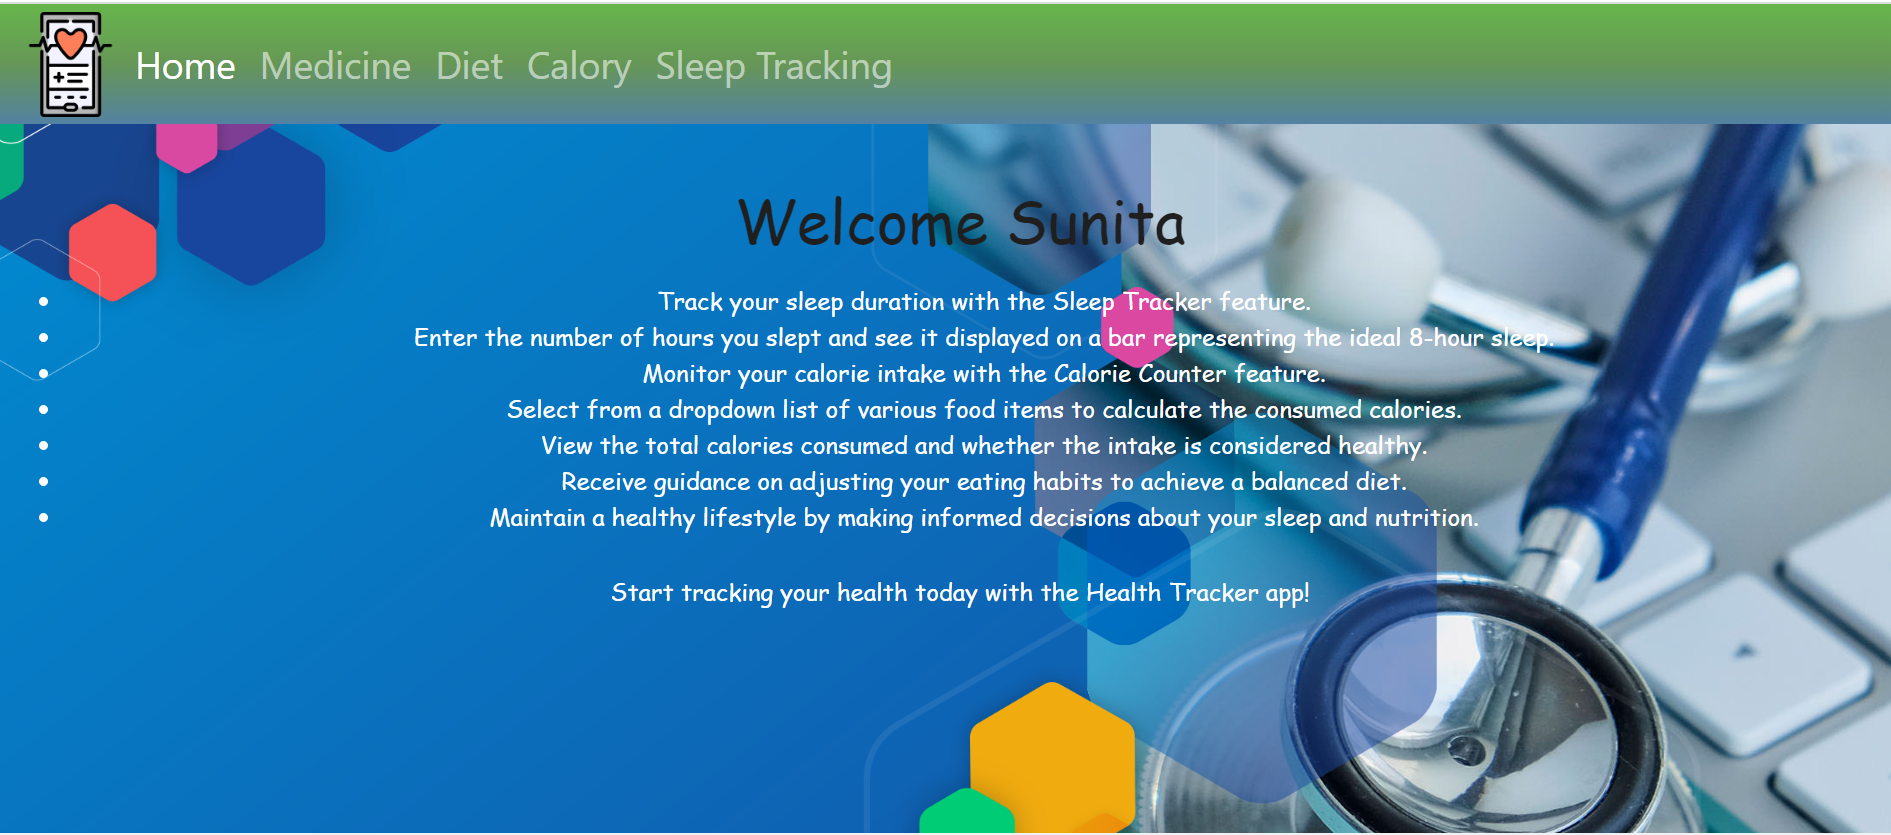 Home Medicine Diet Calory Sleep Tracking
Welcome Sunita
Track your sleep duration with the Sleep Tracker feature.
Enter the number of hours you slept and see it displayed on a bar representing the ideal 8-hour sleep.
Monitor your calorie intake with the Calorie Counter feature.
Select from a dropdown list of various food items to calculate the consumed calories.
View the total calories consumed and whether the intake is considered healthy.
Receive guidance on adjusting your eating habits to achieve a balanced diet.
Maintain a healthy lifestyle by making informed decisions about your sleep and nutrition.
Start tracking your health today with the Health Tracker app!